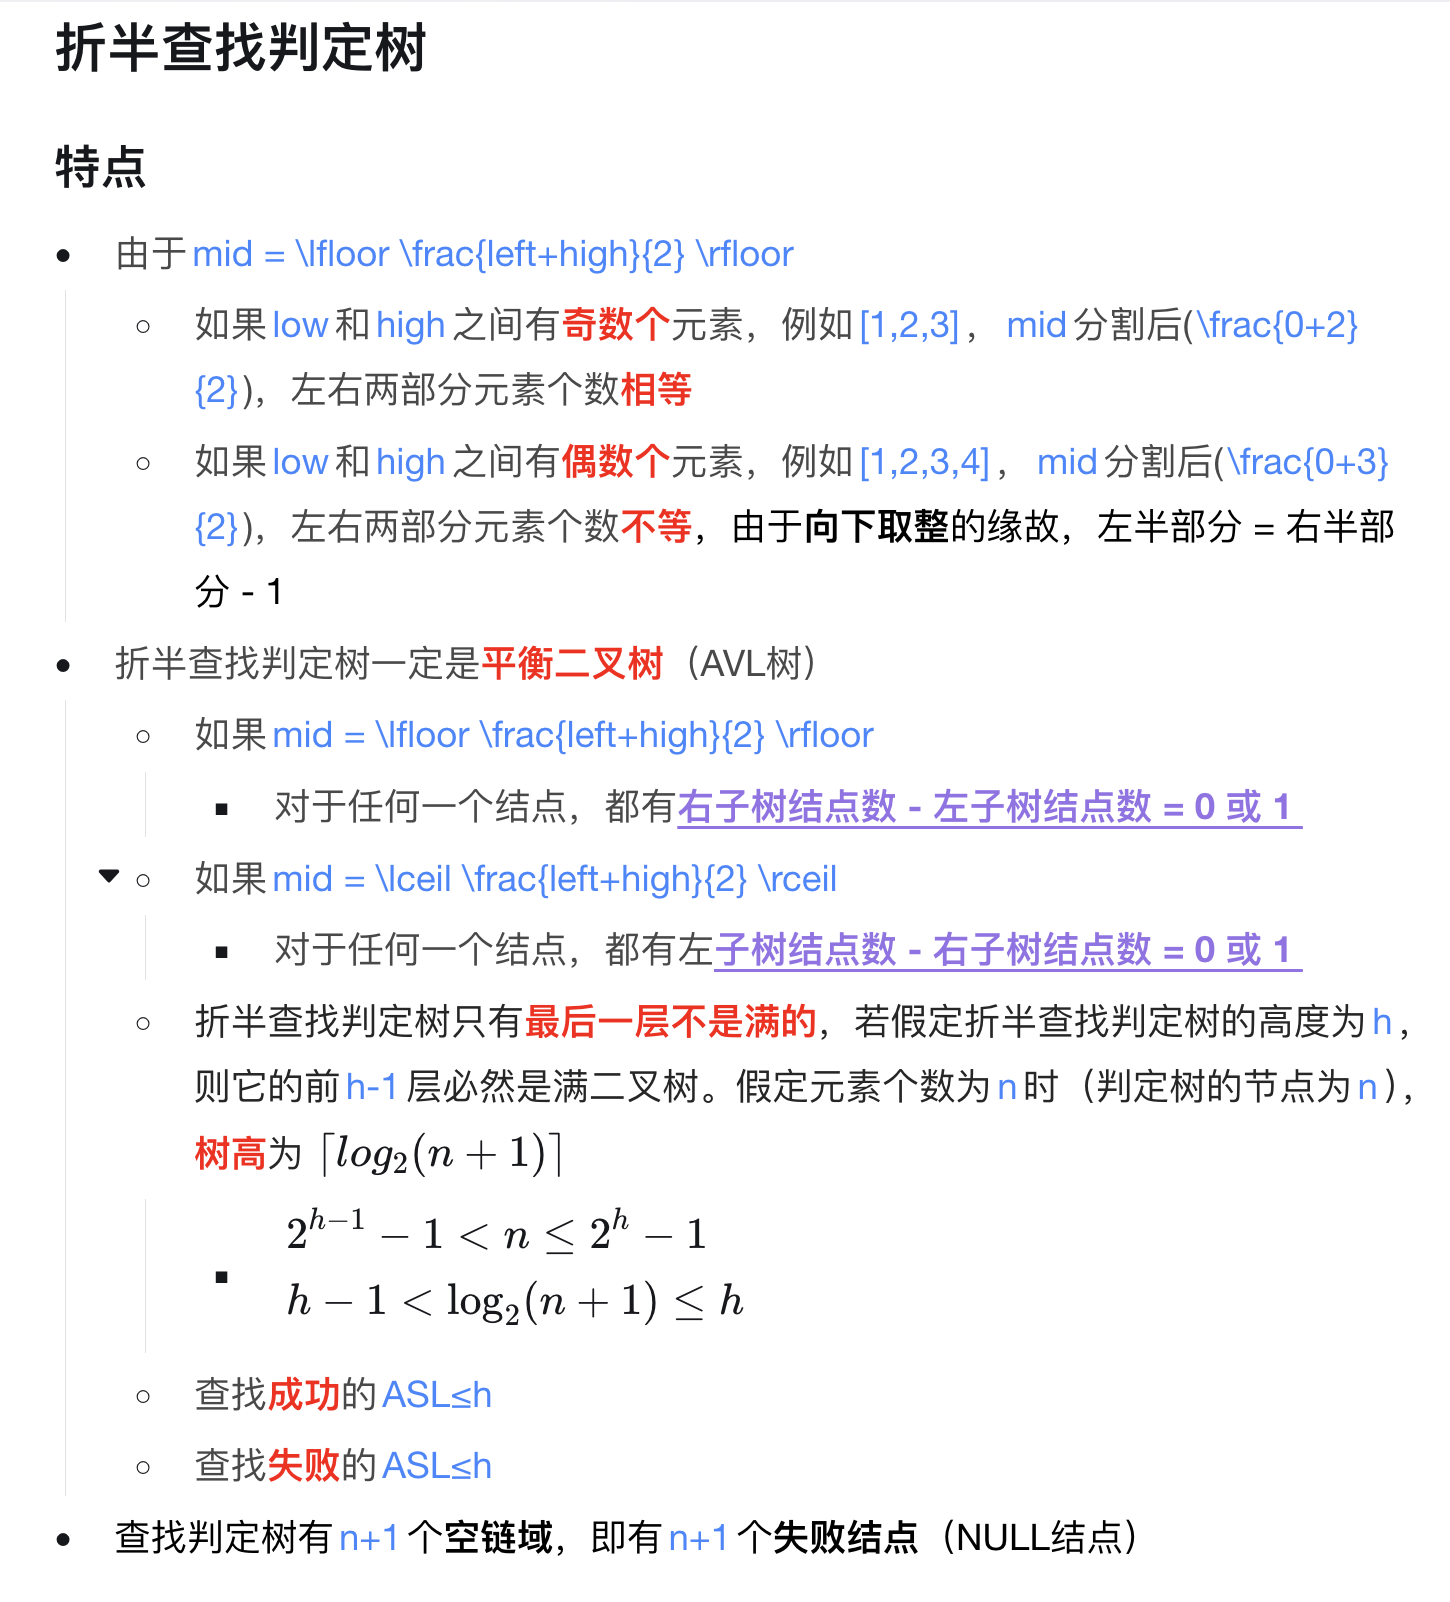 折半查找判定树
特点
由于 mid = \lfloor \frac{left+high}{2} \rfloor
如果 low 和 high 之间有奇数个元素，例如 [1,2,3] ， mid 分割后(\frac{0+2}
{2})，左右两部分元素个数相等
如果 low 和 high 之间有偶数个元素，例如 [1,2,3,4] ， mid 分割后(\frac{0+3}
{2})，左右两部分元素个数不等，由于向下取整的缘故，左半部分 = 右半部
分 - 1
折半查找判定树一定是平衡二叉树（AVL树）
如果 mid = \lfloor \frac{left+high}{2} \rfloor
对于任何一个结点，都有右子树结点数 - 左子树结点数 = 0 或 1
如果 mid = \lceil \frac{left+high}{2} \rceil
对于任何一个结点，都有左子树结点数 - 右子树结点数 = 0 或 1
折半查找判定树只有最后一层不是满的，若假定折半查找判定树的高度为 h ，
则它的前 h-1 层必然是满二叉树。假定元素个数为 n 时（判定树的节点为 n ），
树高为 ⌈log₂(n + 1)⌉
2^{h−1} − 1 < n ≤ 2^h − 1
h − 1 < log₂(n + 1) ≤ h
查找成功的 ASL≤h
查找失败的 ASL≤h
查找判定树有 n+1 个空链域，即有 n+1 个失败结点（NULL结点）